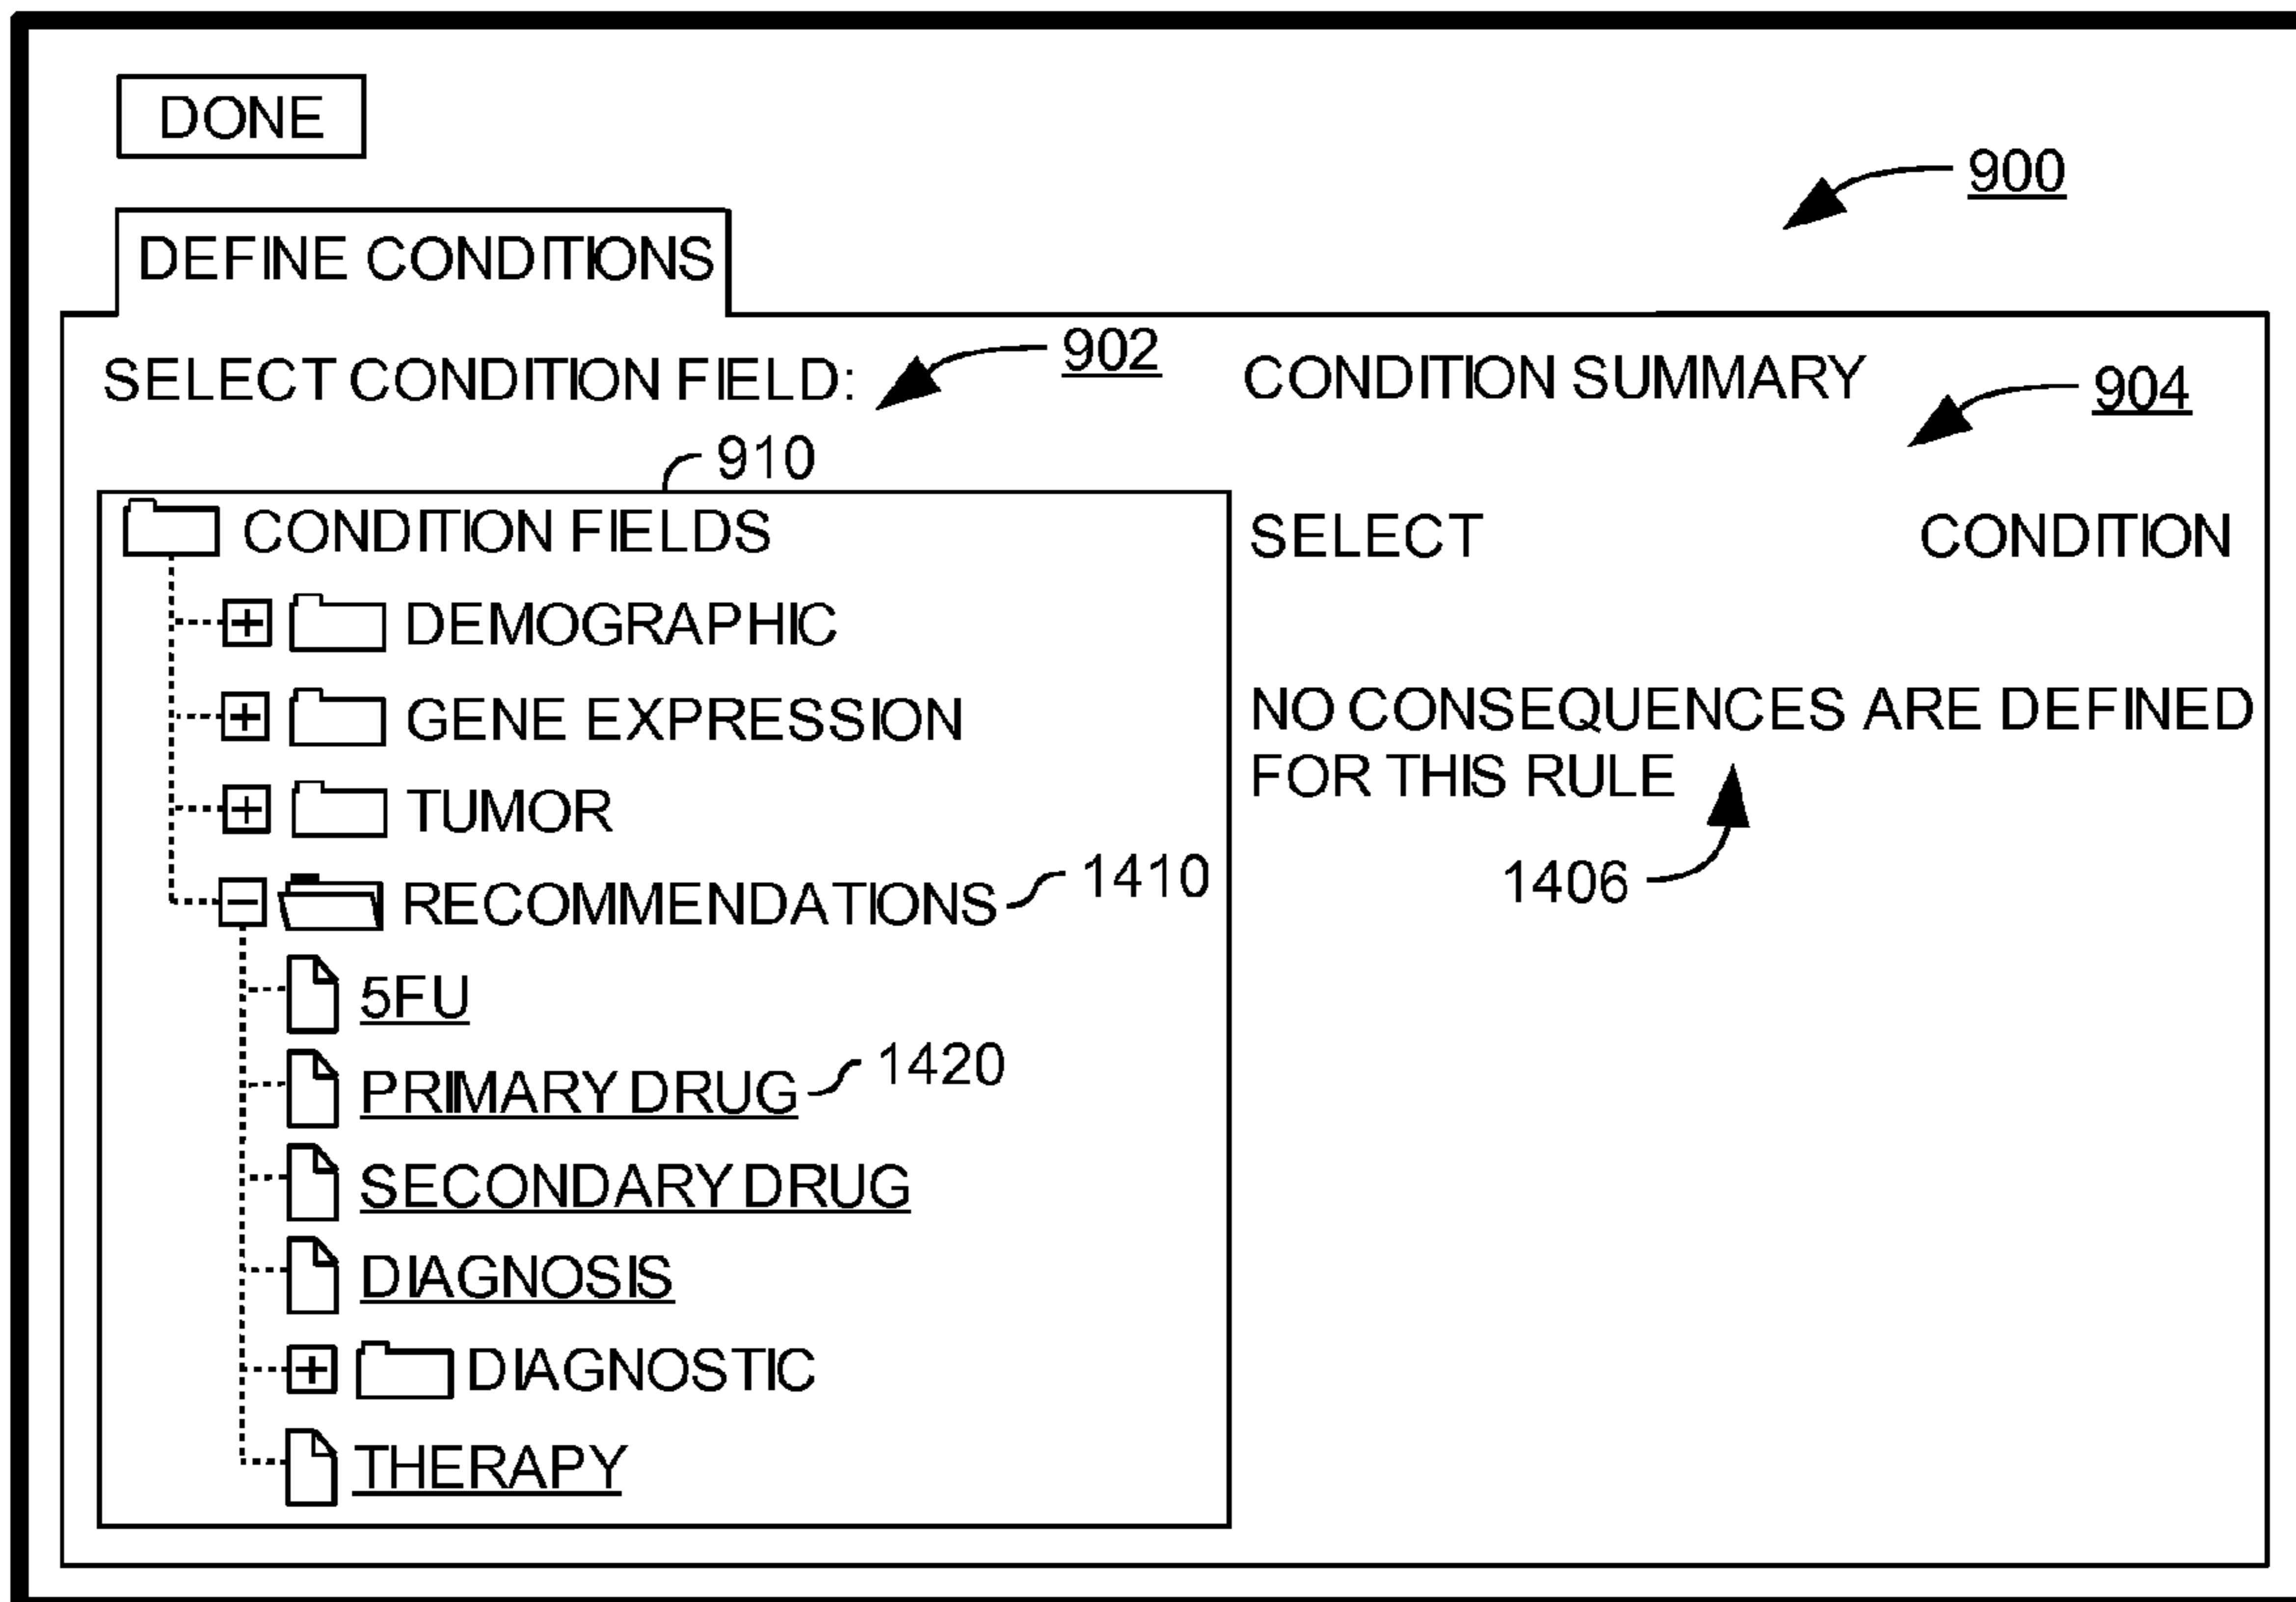 DONE
900
DEFINE CONDITIONS
SELECT CONDITION FIELD:
902
CONDITION SUMMARY
904
910
CONDITION FIELDS
DEMOGRAPHIC
GENE EXPRESSION
TUMOR
RECOMMENDATIONS
1410
5FU
PRIMARY DRUG
1420
SECONDARY DRUG
DIAGNOSIS
DIAGNOSTIC
THERAPY
SELECT CONDITION
NO CONSEQUENCES ARE DEFINED
FOR THIS RULE
1406